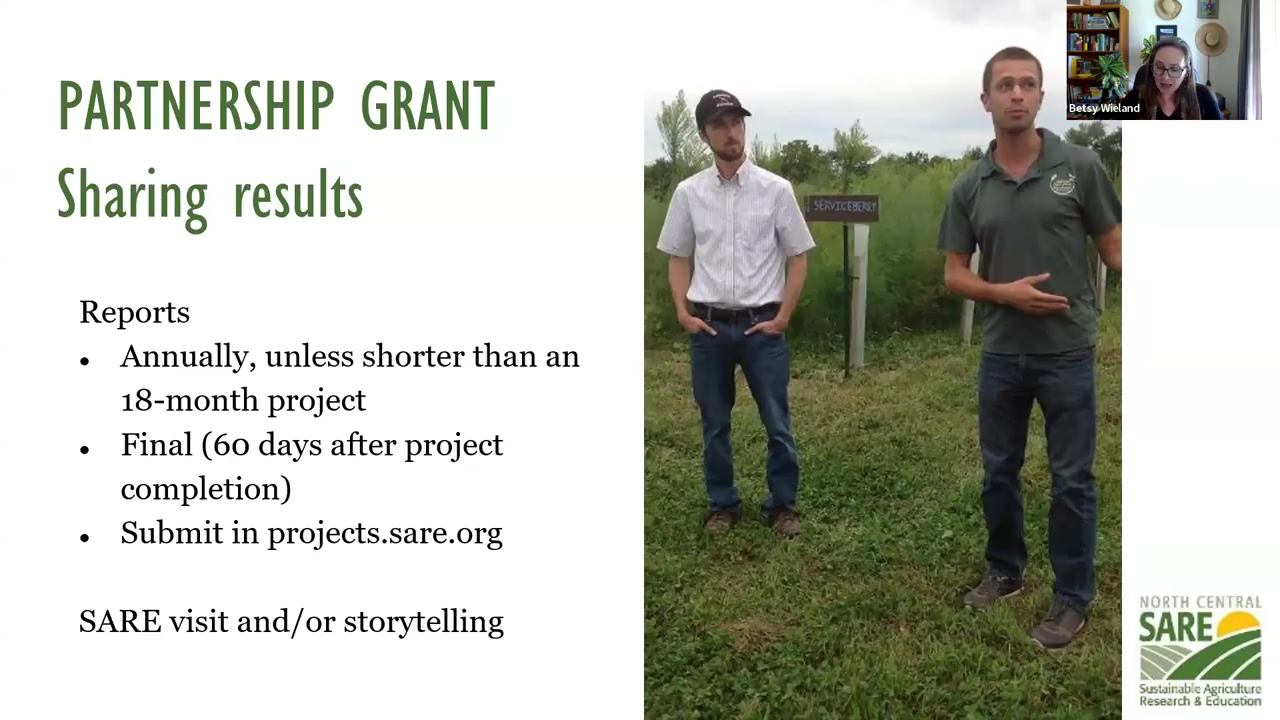 PARTNERSHIP GRANT
Sharing results
Reports
• Annually, unless shorter than an
18-month project
• Final (60 days after project
completion)
• Submit in projects.sare.org
SARE visit and/or storytelling
SERVICEBERRY
Betsy Wieland
NORTH CENTRAL
SARE
Sustainable Agriculture
Research & Education